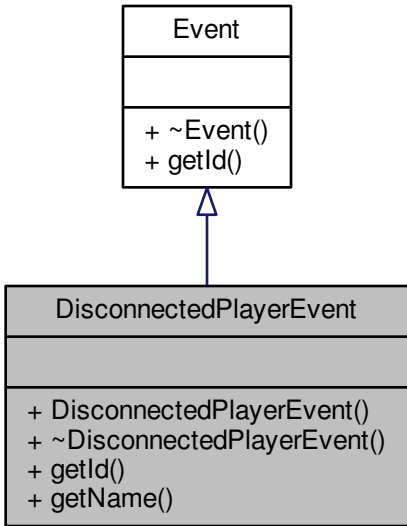 Event
+ ~Event()
+ getId()
DisconnectedPlayerEvent
+ DisconnectedPlayerEvent()
+ ~DisconnectedPlayerEvent()
+ getId()
+ getName()